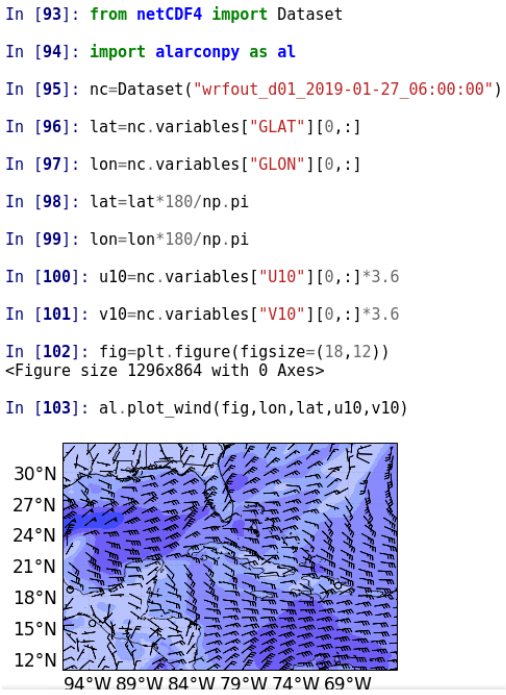 In [93]: from netCDF4 import Dataset
In [94]: import alarconpy as al
In [95]: nc=Dataset("wrfout_d01_2019-01-27_06:00:00")
In [96]: lat=nc.variables["GLAT"][0,:]
In [97]: lon=nc.variables["GLON"][0,:]
In [98]: lat=lat*180/np.pi
In [99]: lon=lon*180/np.pi
In [100]: u10=nc.variables["U10"][0,:]*3.6
In [101]: v10=nc.variables["V10"][0,:]*3.6
In [102]: fig=plt.figure(figsize=(18,12))
<Figure size 1296x864 with 0 Axes>
In [103]: al.plot_wind(fig,lon,lat,u10,v10)
30°N
27°N
24°N
21°N
18°N
15°N
12°N
94°W 89°W 84°W 79°W 74°W 69°W